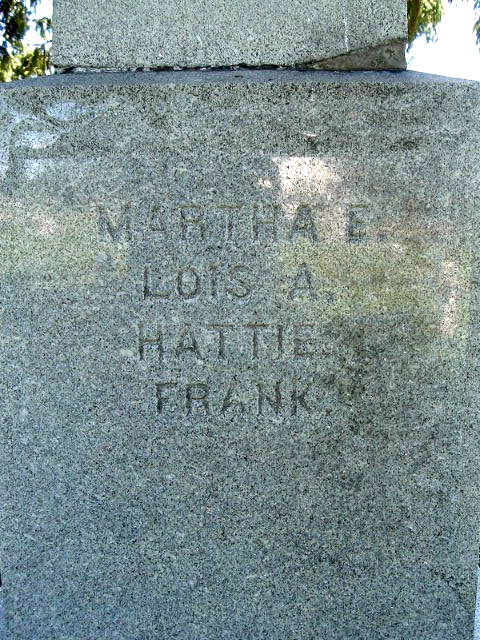 MARTHA E.
LOIS A.
HATTIE.
FRANK.